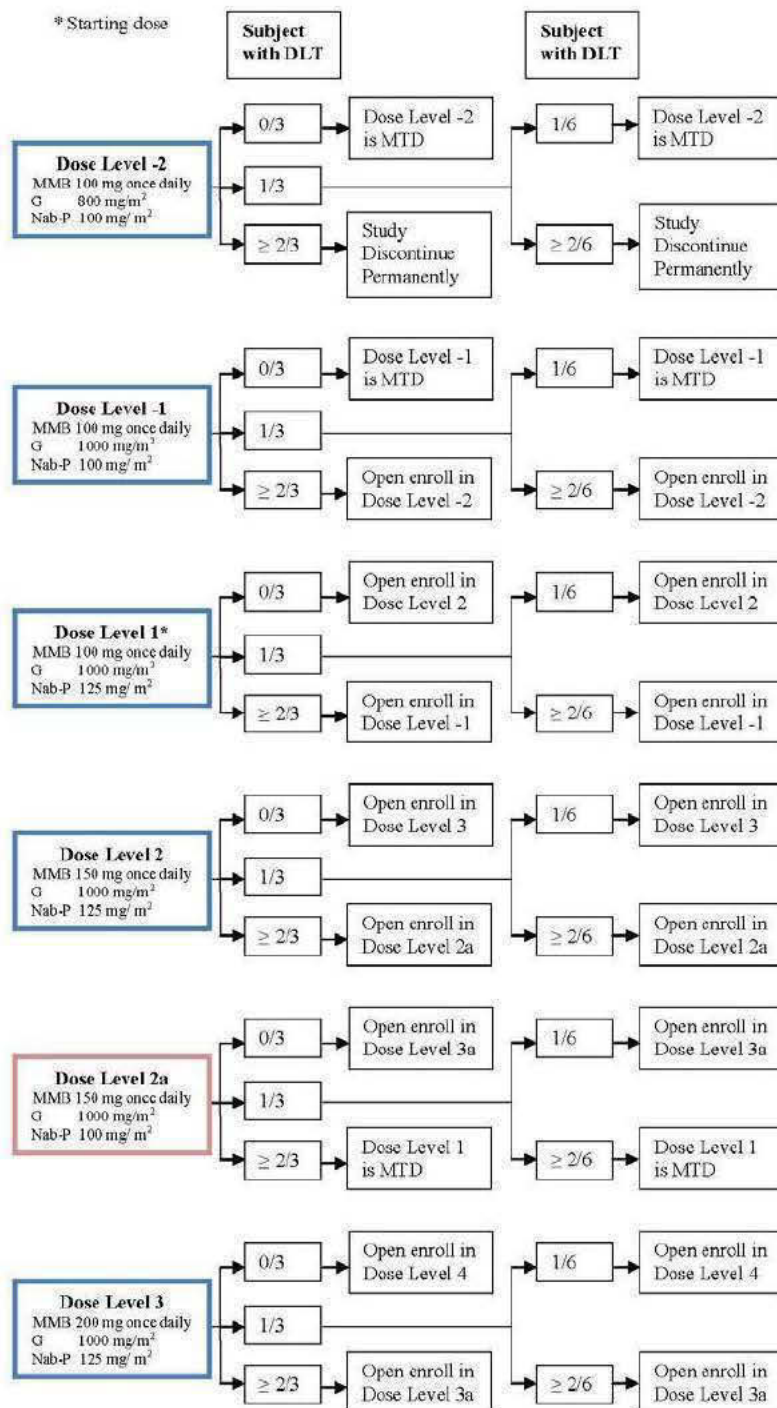 * Starting dose
Subject
with DLT
Subject
with DLT
Dose Level -2
MMB 100 mg once daily
G 800 mg/m²
Nab-P 100 mg/ m²
0/3
Dose Level -2
is MTD
1/3
≥ 2/3
Study
Discontinue
Permanently
1/6
Dose Level -2
is MTD
≥ 2/6
Study
Discontinue
Permanently
Dose Level -1
MMB 100 mg once daily
G 1000 mg/m²
Nab-P 100 mg/ m²
0/3
Dose Level -1
is MTD
1/3
≥ 2/3
Open enroll in
Dose Level -2
1/6
Dose Level -1
is MTD
≥ 2/6
Open enroll in
Dose Level -2
Dose Level 1*
MMB 100 mg once daily
G 1000 mg/m²
Nab-P 125 mg/ m²
0/3
Open enroll in
Dose Level 2
1/3
≥ 2/3
Open enroll in
Dose Level -1
1/6
Open enroll in
Dose Level 2
≥ 2/6
Open enroll in
Dose Level -1
Dose Level 2
MMB 150 mg once daily
G 1000 mg/m²
Nab-P 125 mg/ m²
0/3
Open enroll in
Dose Level 3
1/3
≥ 2/3
Open enroll in
Dose Level 2a
1/6
Open enroll in
Dose Level 3
≥ 2/6
Open enroll in
Dose Level 2a
Dose Level 2a
MMB 150 mg once daily
G 1000 mg/m²
Nab-P 100 mg/ m²
0/3
Open enroll in
Dose Level 3a
1/3
≥ 2/3
Dose Level 1
is MTD
1/6
Open enroll in
Dose Level 3a
≥ 2/6
Dose Level 1
is MTD
Dose Level 3
MMB 200 mg once daily
G 1000 mg/m²
Nab-P 125 mg/ m²
0/3
Open enroll in
Dose Level 4
1/3
≥ 2/3
Open enroll in
Dose Level 3a
1/6
Open enroll in
Dose Level 4
≥ 2/6
Open enroll in
Dose Level 3a